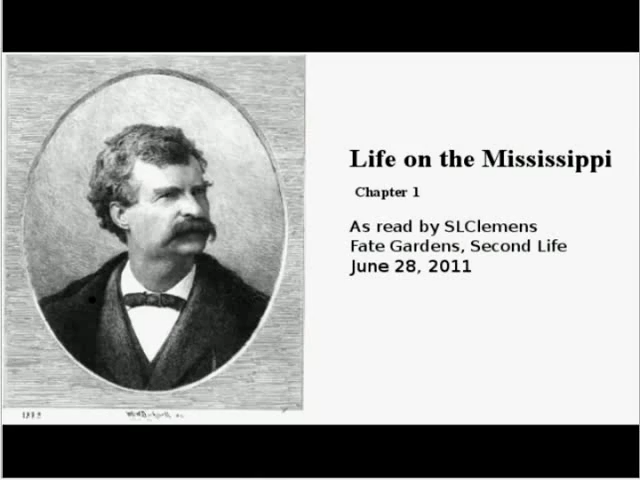 Life on the Mississippi
Chapter 1
As read by SLClemens
Fate Gardens, Second Life
June 28, 2011